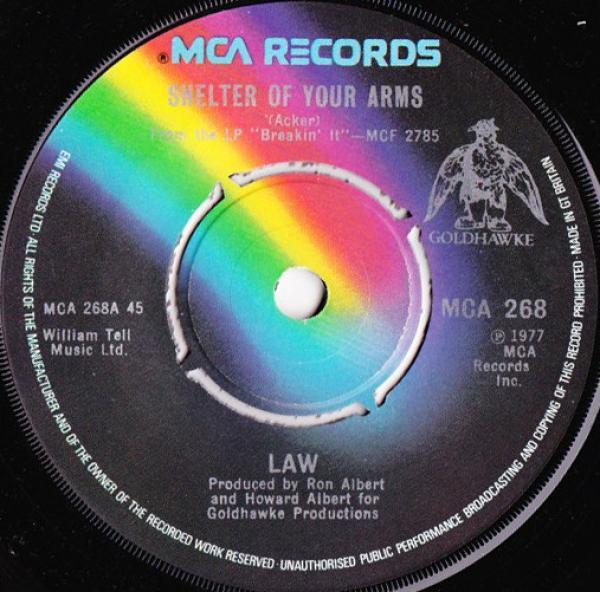 ® MCA RECORDS
SHELTER OF YOUR ARMS
(Acker)
From the LP "Breakin' It"—MCF 2785
GOLDHAWKE
MCA 268A 45
William Tell
Music Ltd.
MCA 268
℗ 1977
MCA
Records
Inc.
LAW
Produced by Ron Albert
and Howard Albert for
Goldhawke Productions
EMI RECORDS LTD. ALL RIGHTS OF THE MANUFACTURER AND OF THE OWNER OF THE RECORDED WORK RESERVED · UNAUTHORISED PUBLIC PERFORMANCE BROADCASTING AND COPYING OF THIS RECORD PROHIBITED · MADE IN GT BRITAIN